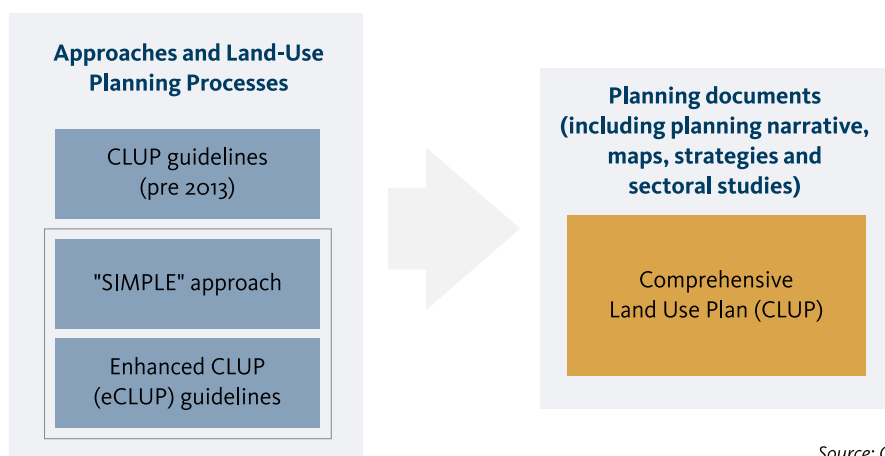 Approaches and Land-Use
Planning Processes
CLUP guidelines
(pre 2013)
"SIMPLE" approach
Enhanced CLUP
(eCLUP) guidelines
Planning documents
(including planning narrative,
maps, strategies and
sectoral studies)
Comprehensive
Land Use Plan (CLUP)
Source: